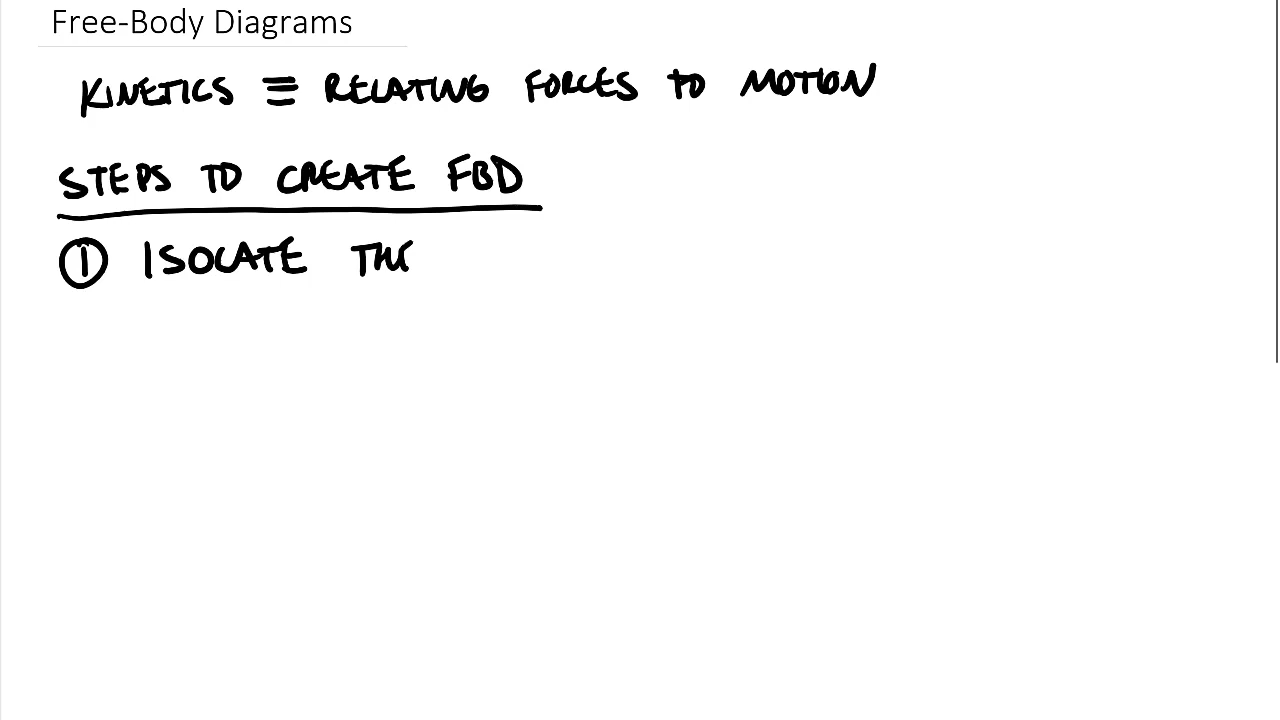 Free-Body Diagrams
KINETICS ≡ RELATING FORCES TO MOTION
STEPS TO CREATE FBD
① ISOLATE